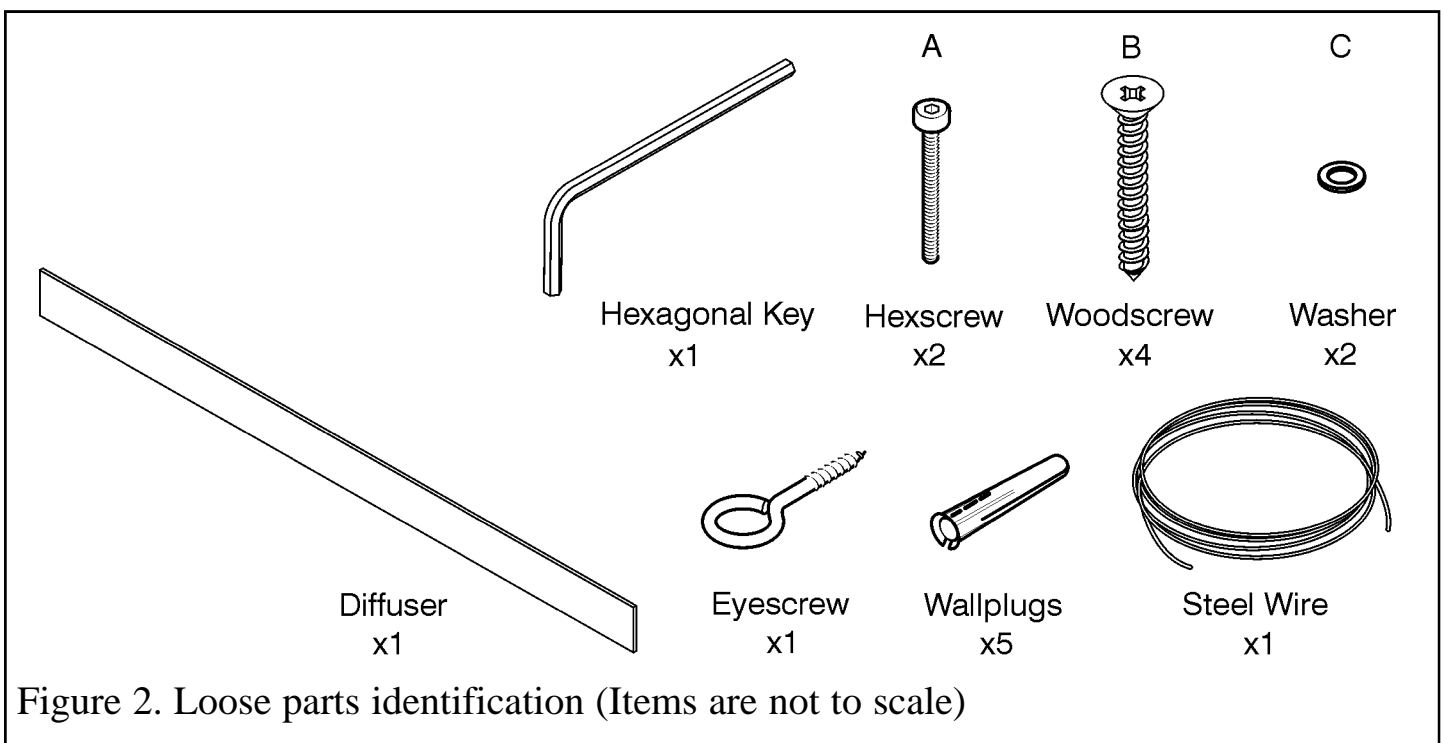 A
B
C
Hexagonal Key
x1
Hexscrew
x2
Woodscrew
x4
Washer
x2
Diffuser
x1
Eyescrew
x1
Wallplugs
x5
Steel Wire
x1
Figure 2. Loose parts identification (Items are not to scale)